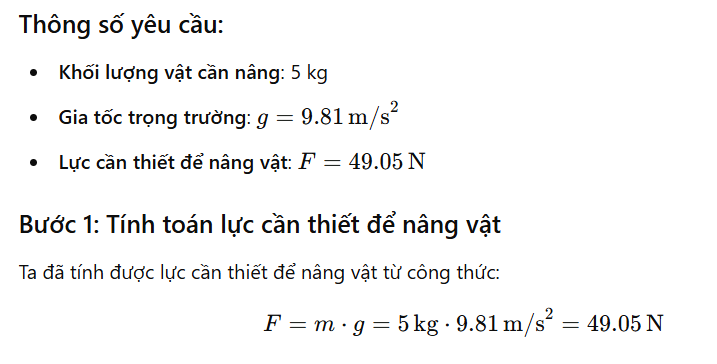 Thông số yêu cầu:
• Khối lượng vật cần nâng: 5 kg
• Gia tốc trọng trường: g = 9.81 m/s²
• Lực cần thiết để nâng vật: F = 49.05 N
Bước 1: Tính toán lực cần thiết để nâng vật
Ta đã tính được lực cần thiết để nâng vật từ công thức:
F = m · g = 5 kg · 9.81 m/s² = 49.05 N